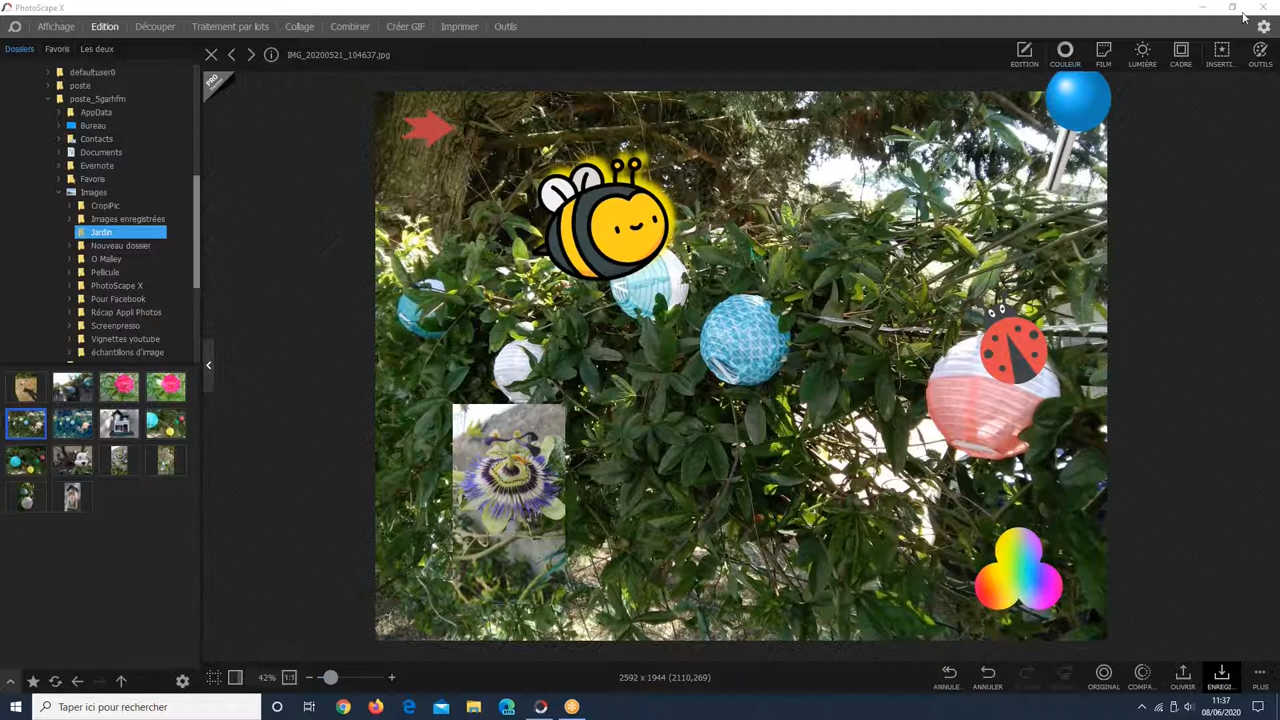 PhotoScape X
Affichage Edition Découper Traitement par lots Collage Combiner Créer GIF Imprimer Outils
Dossiers Favoris Les deux
IMG_20200521_104637.jpg
EDITION COULEUR FILM LUMIÈRE CADRE INSERTI... OUTILS
PRO
defaultuser0
poste
poste_5garhfm
AppData
Bureau
Contacts
Documents
Evernote
Favoris
Images
CropiPic
Images enregistrées
Jardin
Nouveau dossier
O Malley
Pellicule
PhotoScape X
Pour Facebook
Récap Appli Photos
Screenpresso
Vignettes youtube
échantillons d'image
42% 1:1
2592 x 1944 (2110,269)
ANNULE... ANNULER ORIGINAL COMPA... OUVRIR ENREGI... PLUS
Taper ici pour rechercher
11:37
08/06/2020